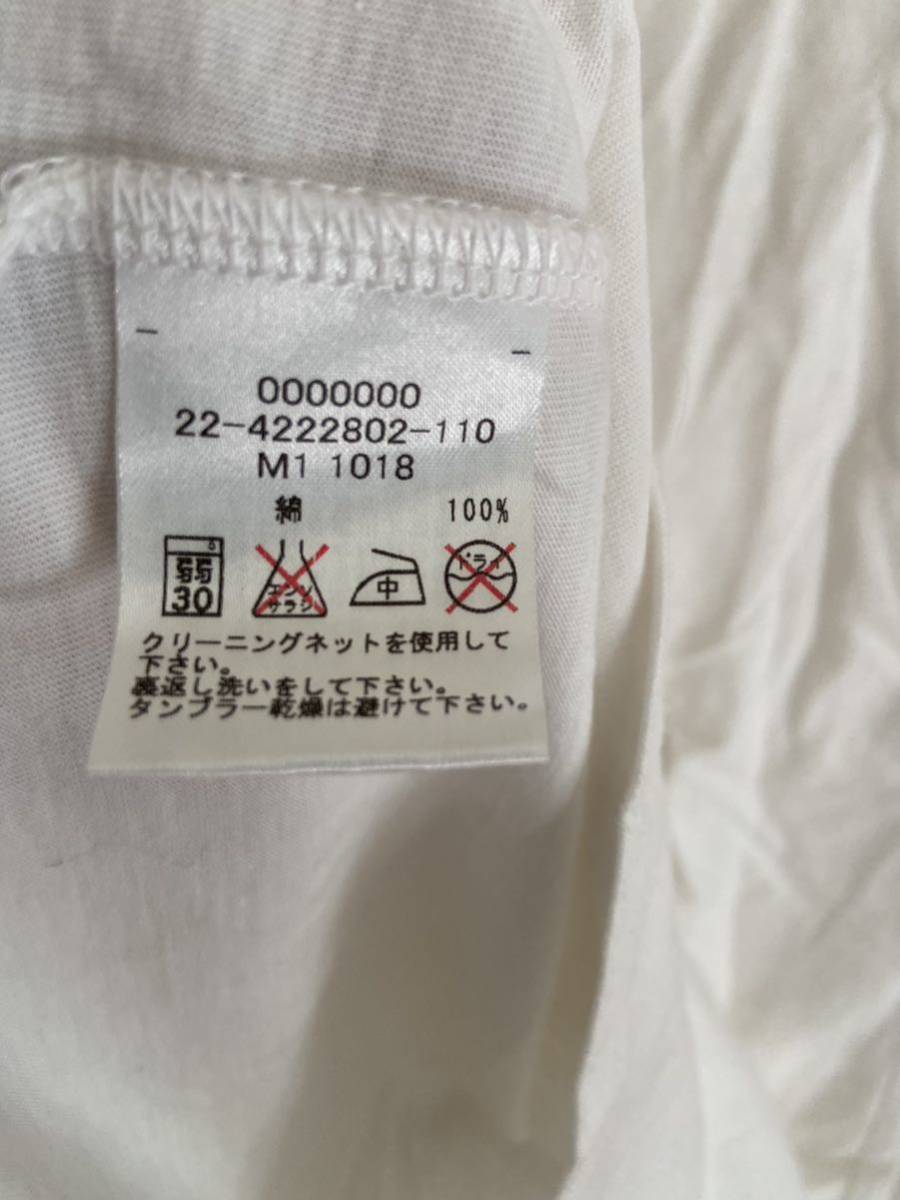 0000000
22-4222802-110
M1 1018
綿 100%
弱 30 エンソ サラシ 中 ドライ
クリーニングネットを使用して
下さい。
裏返し洗いをして下さい。
タンブラー乾燥は避けて下さい。